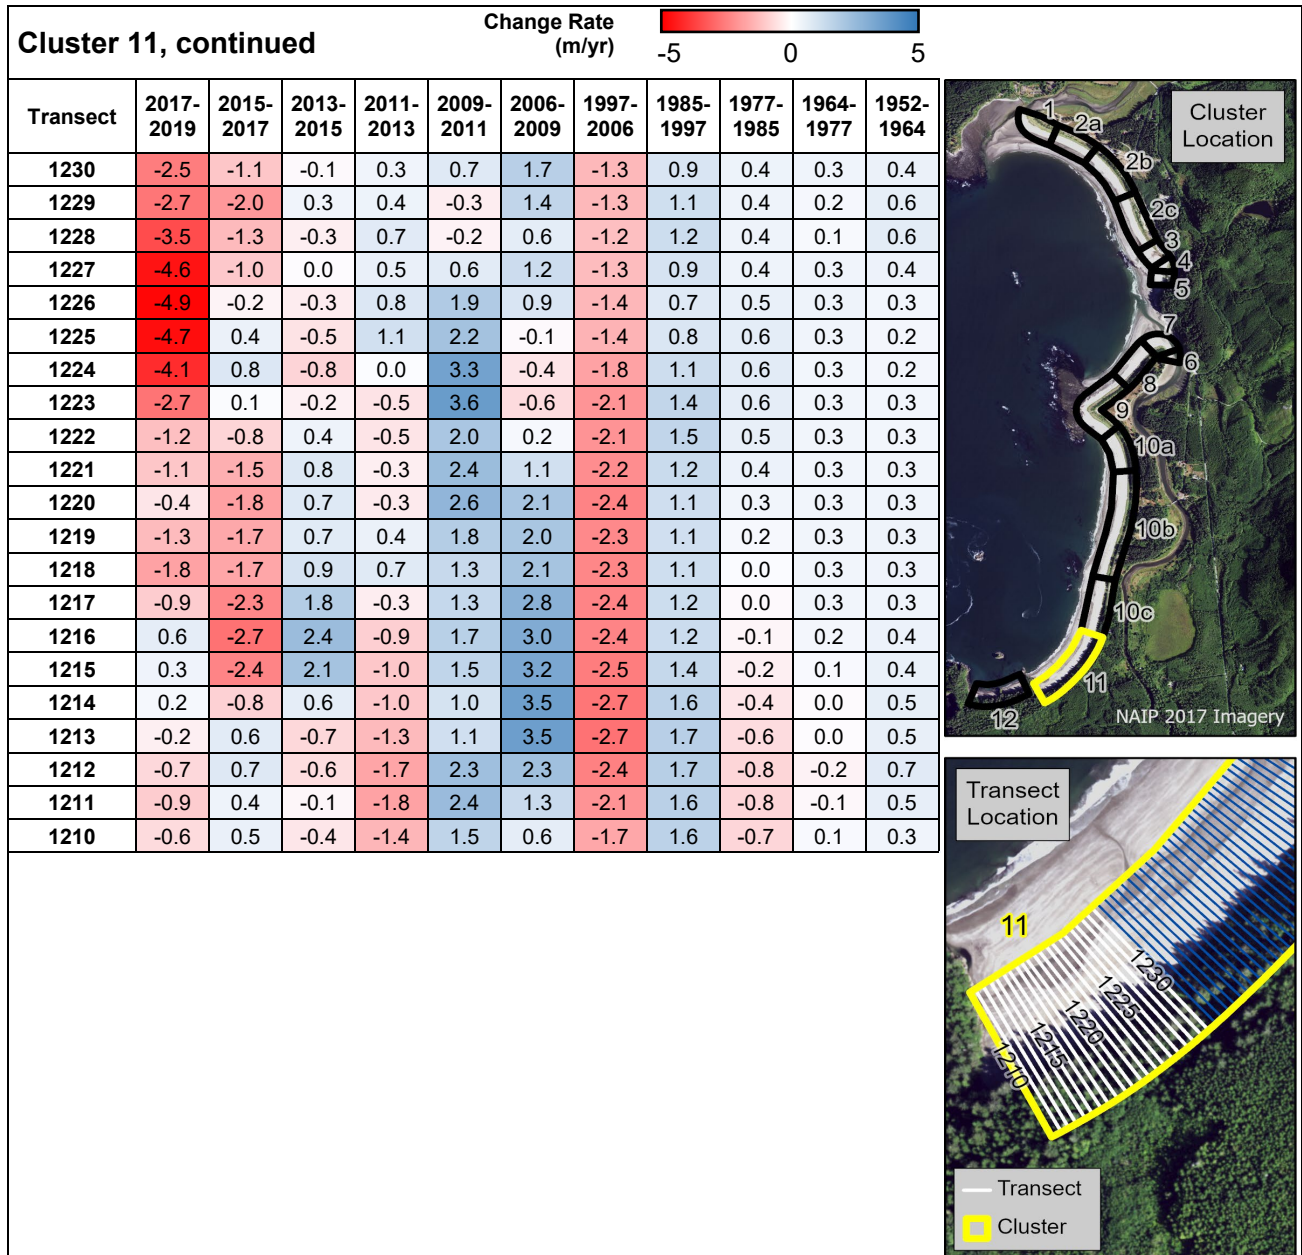 Cluster 11, continued
Change Rate
(m/yr)
-5 0 5
Transect 2017-2019 2015-2017 2013-2015 2011-2013 2009-2011 2006-2009 1997-2006 1985-1997 1977-1985 1964-1977 1952-1964
1230 -2.5 -1.1 -0.1 0.3 0.7 1.7 -1.3 0.9 0.4 0.3 0.4
1229 -2.7 -2.0 0.3 0.4 -0.3 1.4 -1.3 1.1 0.4 0.2 0.6
1228 -3.5 -1.3 -0.3 0.7 -0.2 0.6 -1.2 1.2 0.4 0.1 0.6
1227 -4.6 -1.0 0.0 0.5 0.6 1.2 -1.3 0.9 0.4 0.3 0.4
1226 -4.9 -0.2 -0.3 0.8 1.9 0.9 -1.4 0.7 0.5 0.3 0.3
1225 -4.7 0.4 -0.5 1.1 2.2 -0.1 -1.4 0.8 0.6 0.3 0.2
1224 -4.1 0.8 -0.8 0.0 3.3 -0.4 -1.8 1.1 0.6 0.3 0.2
1223 -2.7 0.1 -0.2 -0.5 3.6 -0.6 -2.1 1.4 0.6 0.3 0.3
1222 -1.2 -0.8 0.4 -0.5 2.0 0.2 -2.1 1.5 0.5 0.3 0.3
1221 -1.1 -1.5 0.8 -0.3 2.4 1.1 -2.2 1.2 0.4 0.3 0.3
1220 -0.4 -1.8 0.7 -0.3 2.6 2.1 -2.4 1.1 0.3 0.3 0.3
1219 -1.3 -1.7 0.7 0.4 1.8 2.0 -2.3 1.1 0.2 0.3 0.3
1218 -1.8 -1.7 0.9 0.7 1.3 2.1 -2.3 1.1 0.0 0.3 0.3
1217 -0.9 -2.3 1.8 -0.3 1.3 2.8 -2.4 1.2 0.0 0.3 0.3
1216 0.6 -2.7 2.4 -0.9 1.7 3.0 -2.4 1.2 -0.1 0.2 0.4
1215 0.3 -2.4 2.1 -1.0 1.5 3.2 -2.5 1.4 -0.2 0.1 0.4
1214 0.2 -0.8 0.6 -1.0 1.0 3.5 -2.7 1.6 -0.4 0.0 0.5
1213 -0.2 0.6 -0.7 -1.3 1.1 3.5 -2.7 1.7 -0.6 0.0 0.5
1212 -0.7 0.7 -0.6 -1.7 2.3 2.3 -2.4 1.7 -0.8 -0.2 0.7
1211 -0.9 0.4 -0.1 -1.8 2.4 1.3 -2.1 1.6 -0.8 -0.1 0.5
1210 -0.6 0.5 -0.4 -1.4 1.5 0.6 -1.7 1.6 -0.7 0.1 0.3
Cluster
Location
1
2a
2b
2c
3
4
5
7
6
8
9
10a
10b
10c
11
12
NAIP 2017 Imagery
Transect
Location
11
1230
1225
1220
1215
1210
Transect
Cluster